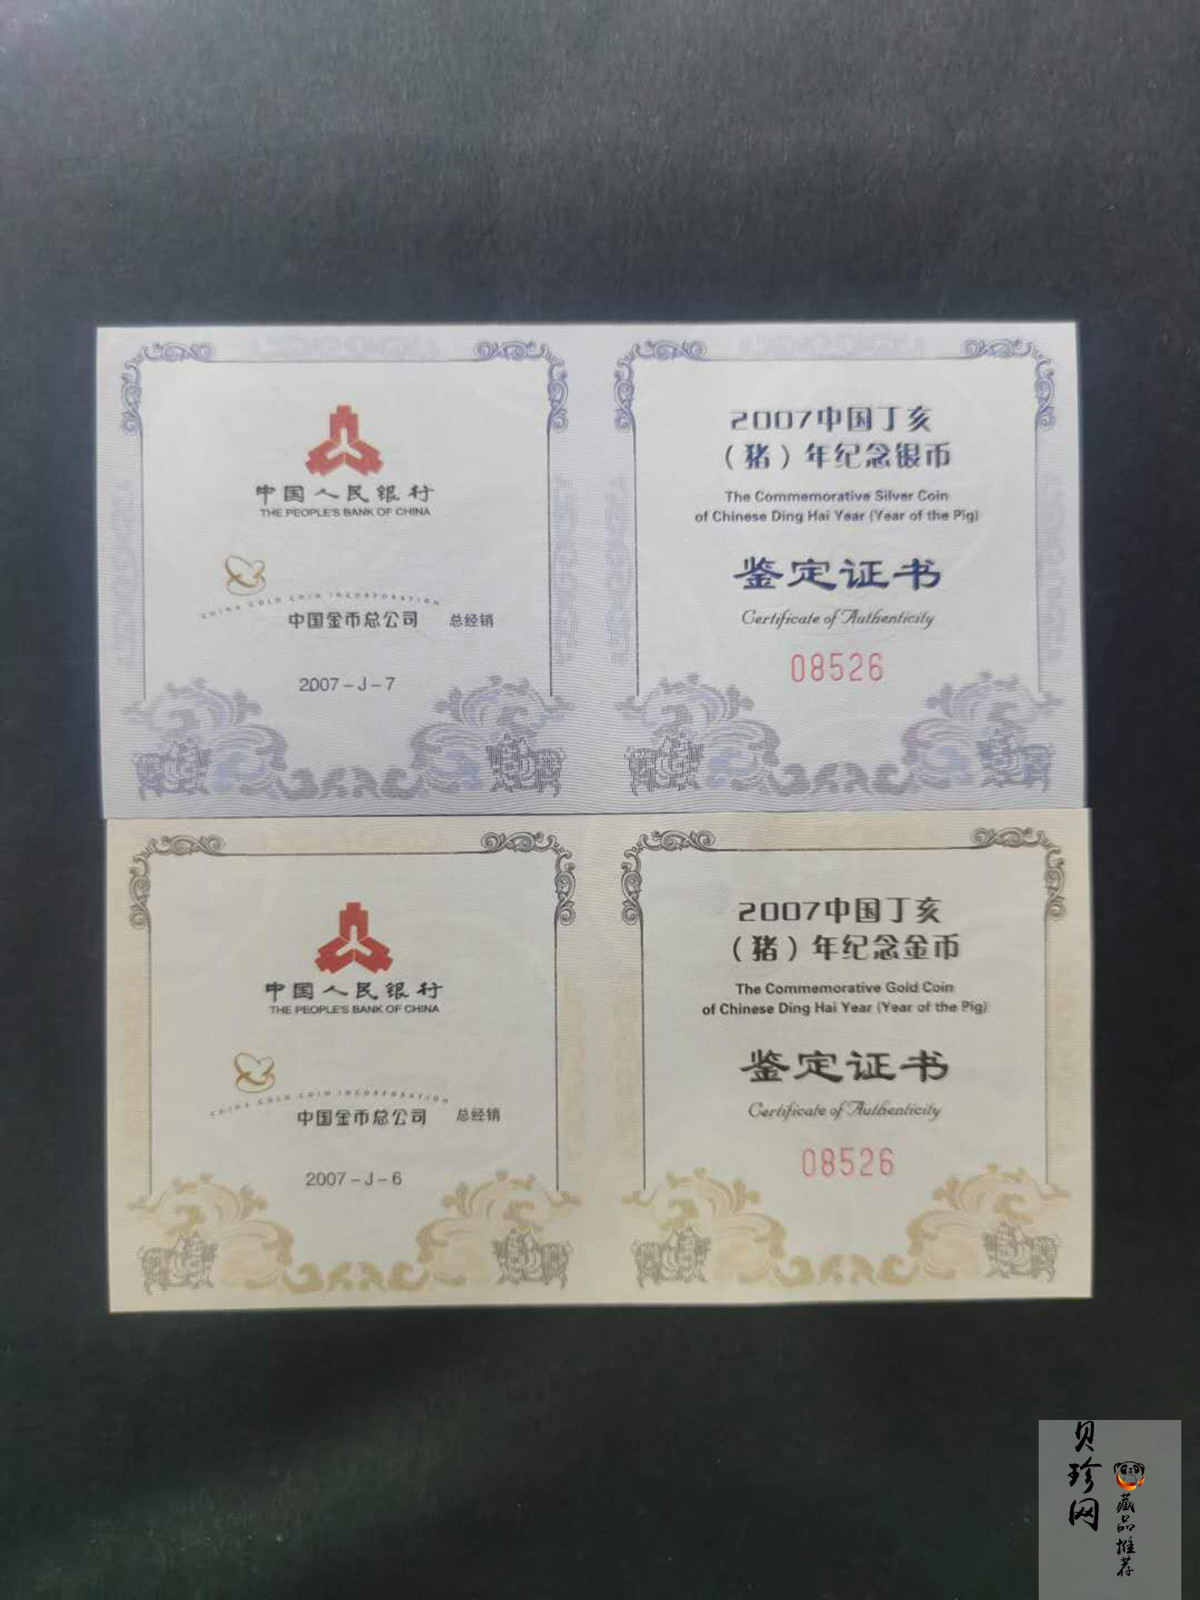 中国人民银行
THE PEOPLE'S BANK OF CHINA
CHINA GOLD COIN INCORPORATION
中国金币总公司 总经销
2007-J-7
2007中国丁亥
（猪）年纪念银币
The Commemorative Silver Coin
of Chinese Ding Hai Year (Year of the Pig)
鉴定证书
Certificate of Authenticity
08526
中国人民银行
THE PEOPLE'S BANK OF CHINA
CHINA GOLD COIN INCORPORATION
中国金币总公司 总经销
2007-J-6
2007中国丁亥
（猪）年纪念金币
The Commemorative Gold Coin
of Chinese Ding Hai Year (Year of the Pig)
鉴定证书
Certificate of Authenticity
08526
贝珍网
藏品推荐